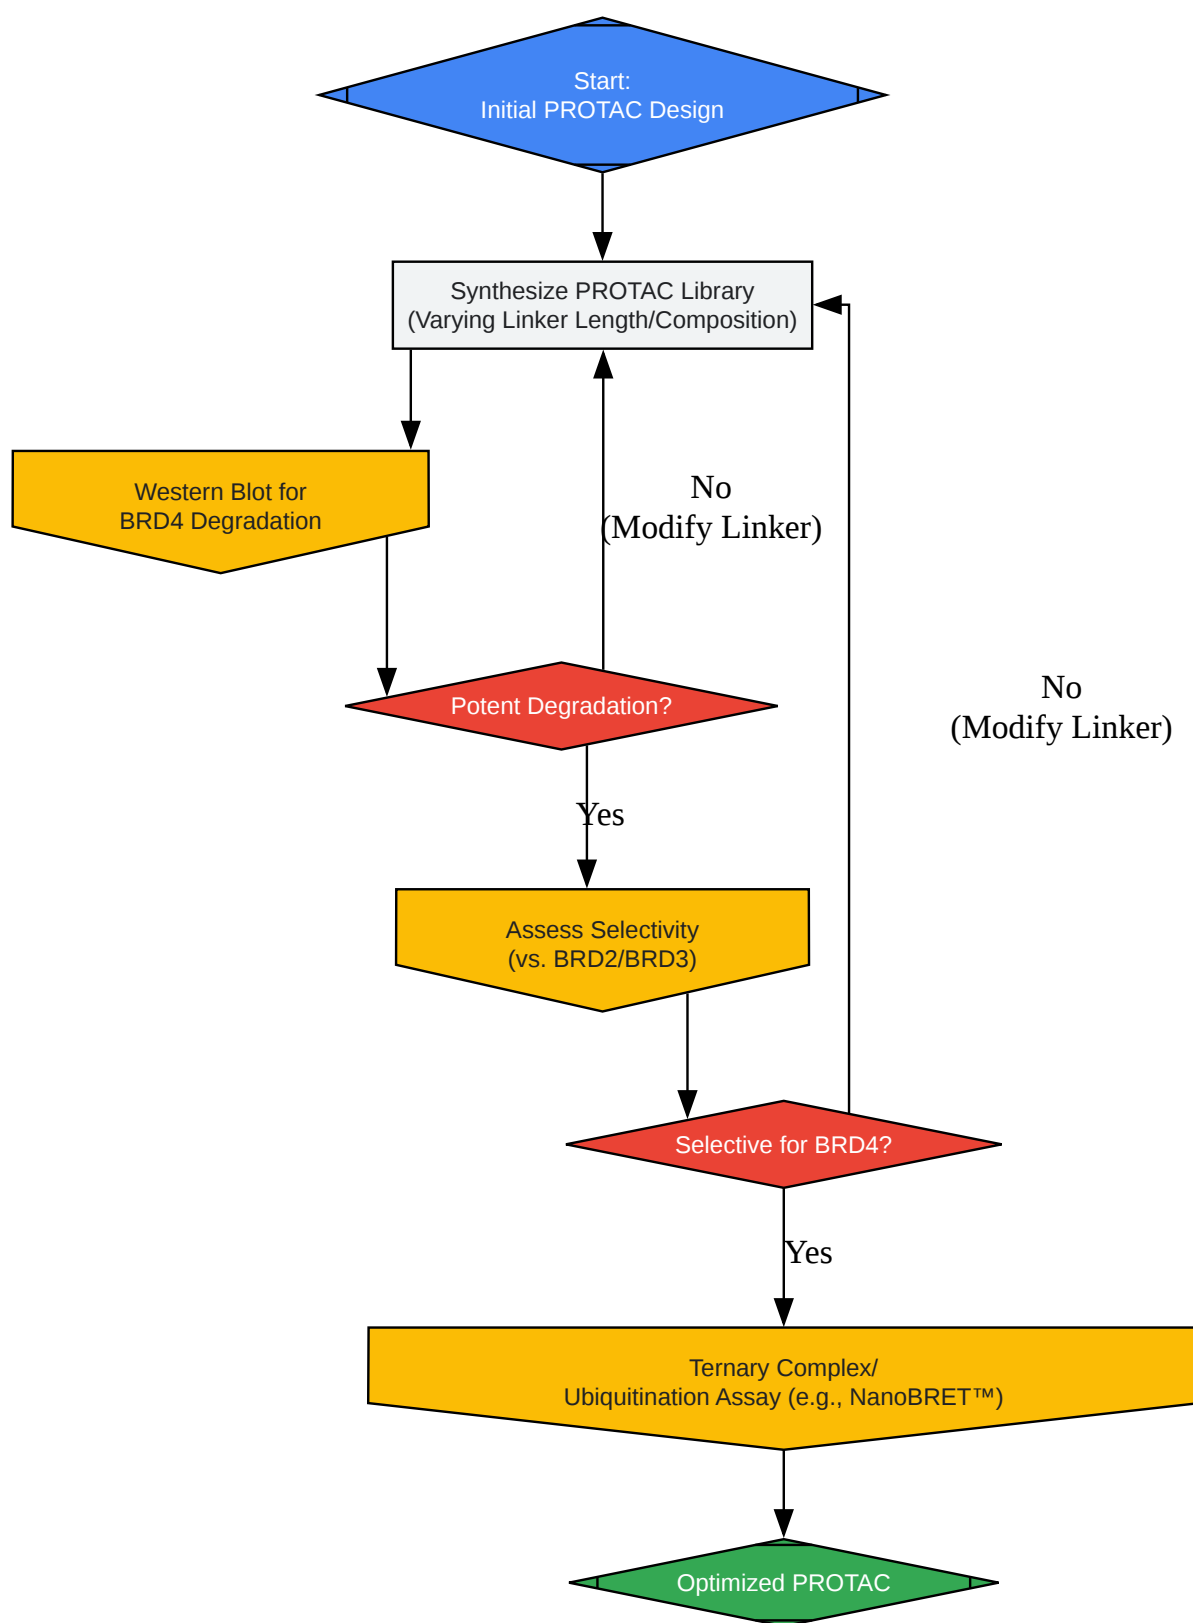 Start:
Initial PROTAC Design
Synthesize PROTAC Library
(Varying Linker Length/Composition)
Western Blot for
BRD4 Degradation
No
(Modify Linker)
Potent Degradation?
No
(Modify Linker)
Yes
Assess Selectivity
(vs. BRD2/BRD3)
Selective for BRD4?
Yes
Ternary Complex/
Ubiquitination Assay (e.g., NanoBRET™)
Optimized PROTAC